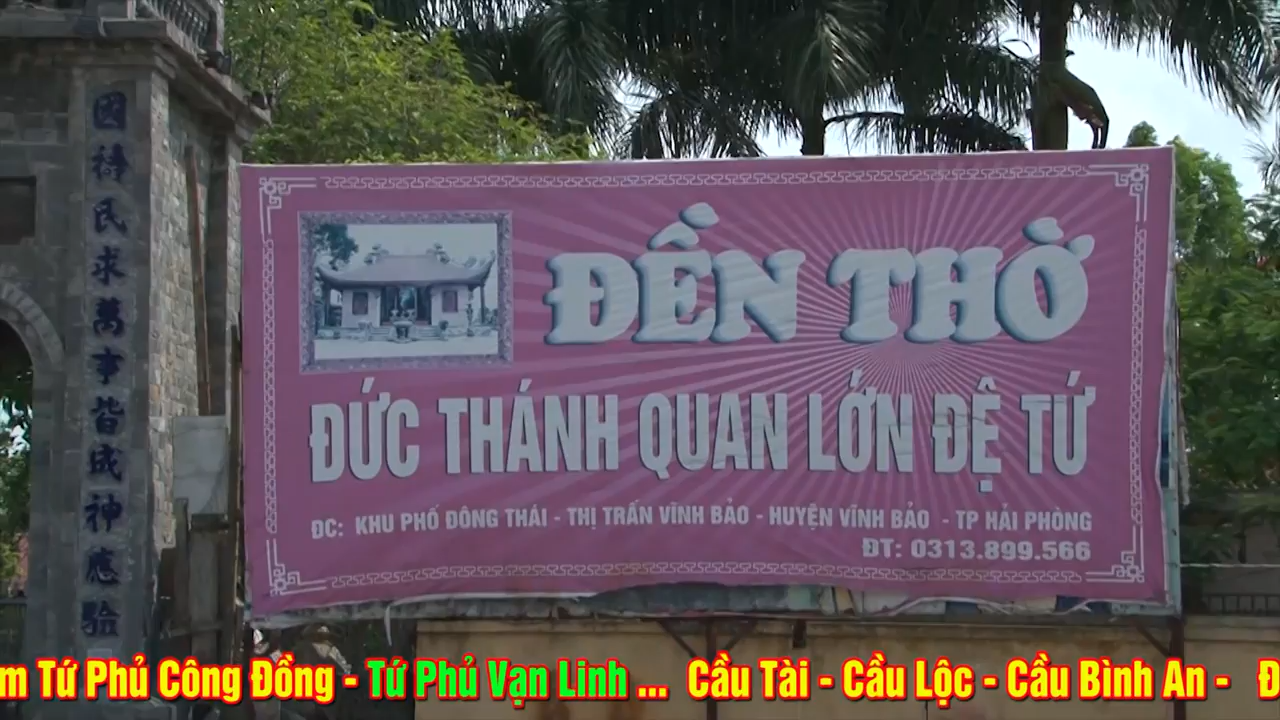 國禱民求萬事皆成神應驗
ĐỀN THỜ
ĐỨC THÁNH QUAN LỚN ĐỆ TỨ
ĐC: KHU PHỐ ĐÔNG THÁI - THỊ TRẤN VĨNH BẢO - HUYỆN VĨNH BẢO - TP HẢI PHÒNG
ĐT: 0313.899.566
Tứ Phủ Công Đồng - Tứ Phủ Vạn Linh ... Cầu Tài - Cầu Lộc - Cầu Bình An -